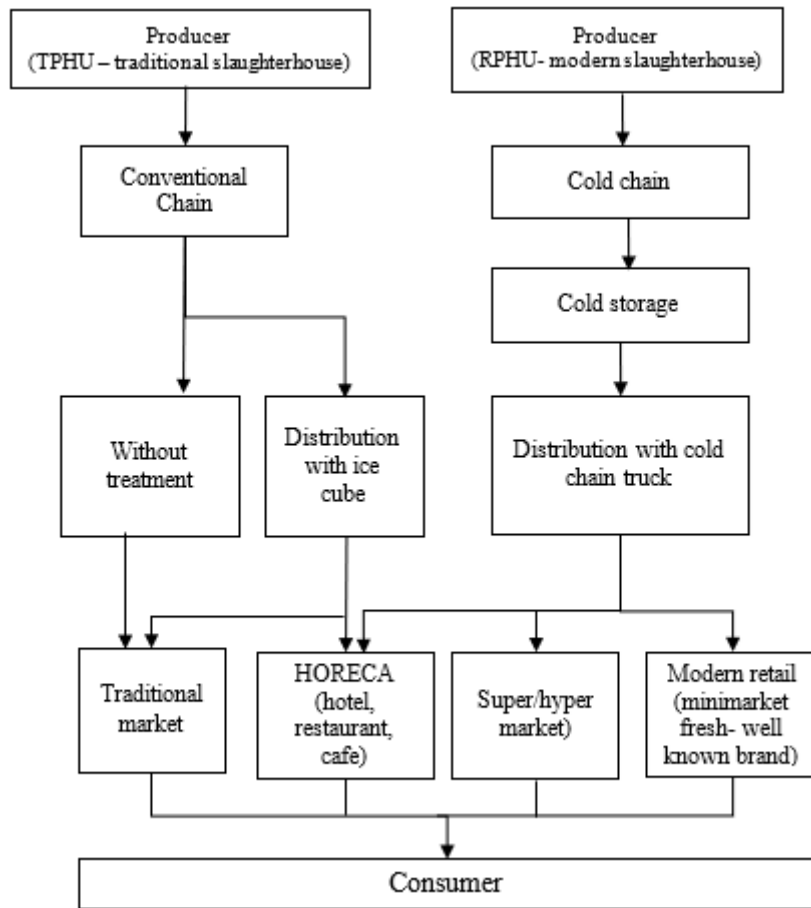 Producer
(TPHU – traditional slaughterhouse)
Producer
(RPHU- modern slaughterhouse)
Conventional
Chain
Cold chain
Cold storage
Without
treatment
Distribution
with ice
cube
Distribution with cold
chain truck
Traditional
market
HORECA
(hotel,
restaurant,
cafe)
Super/hyper
market)
Modern retail
(minimarket
fresh- well
known brand)
Consumer